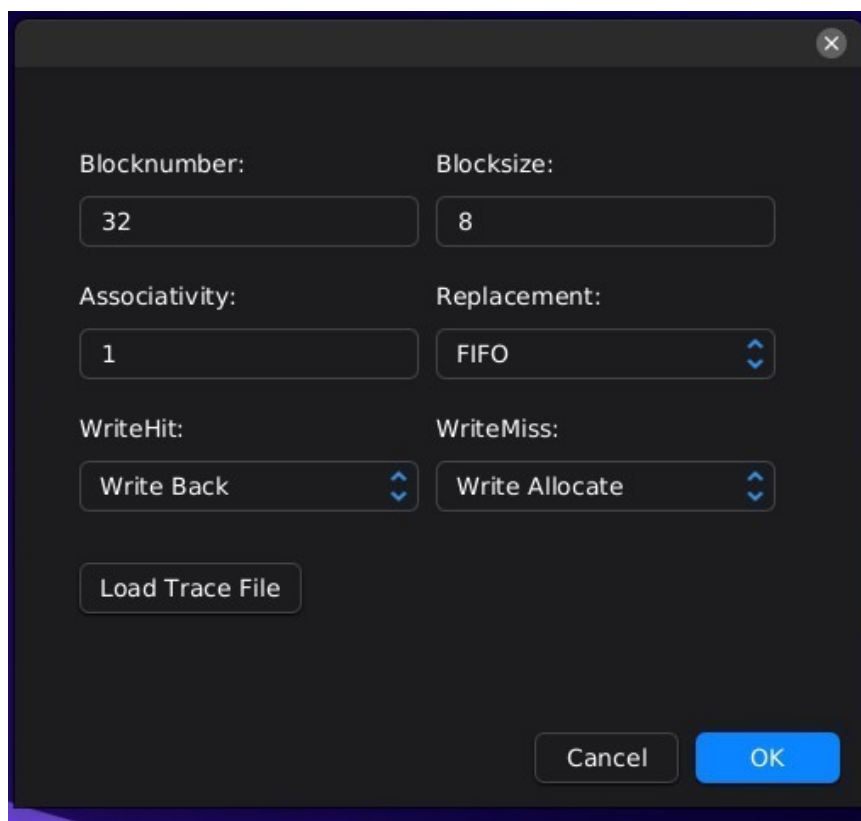 Blocknumber: Blocksize:
32 8
Associativity: Replacement:
1 FIFO
WriteHit: WriteMiss:
Write Back Write Allocate
Load Trace File
Cancel OK